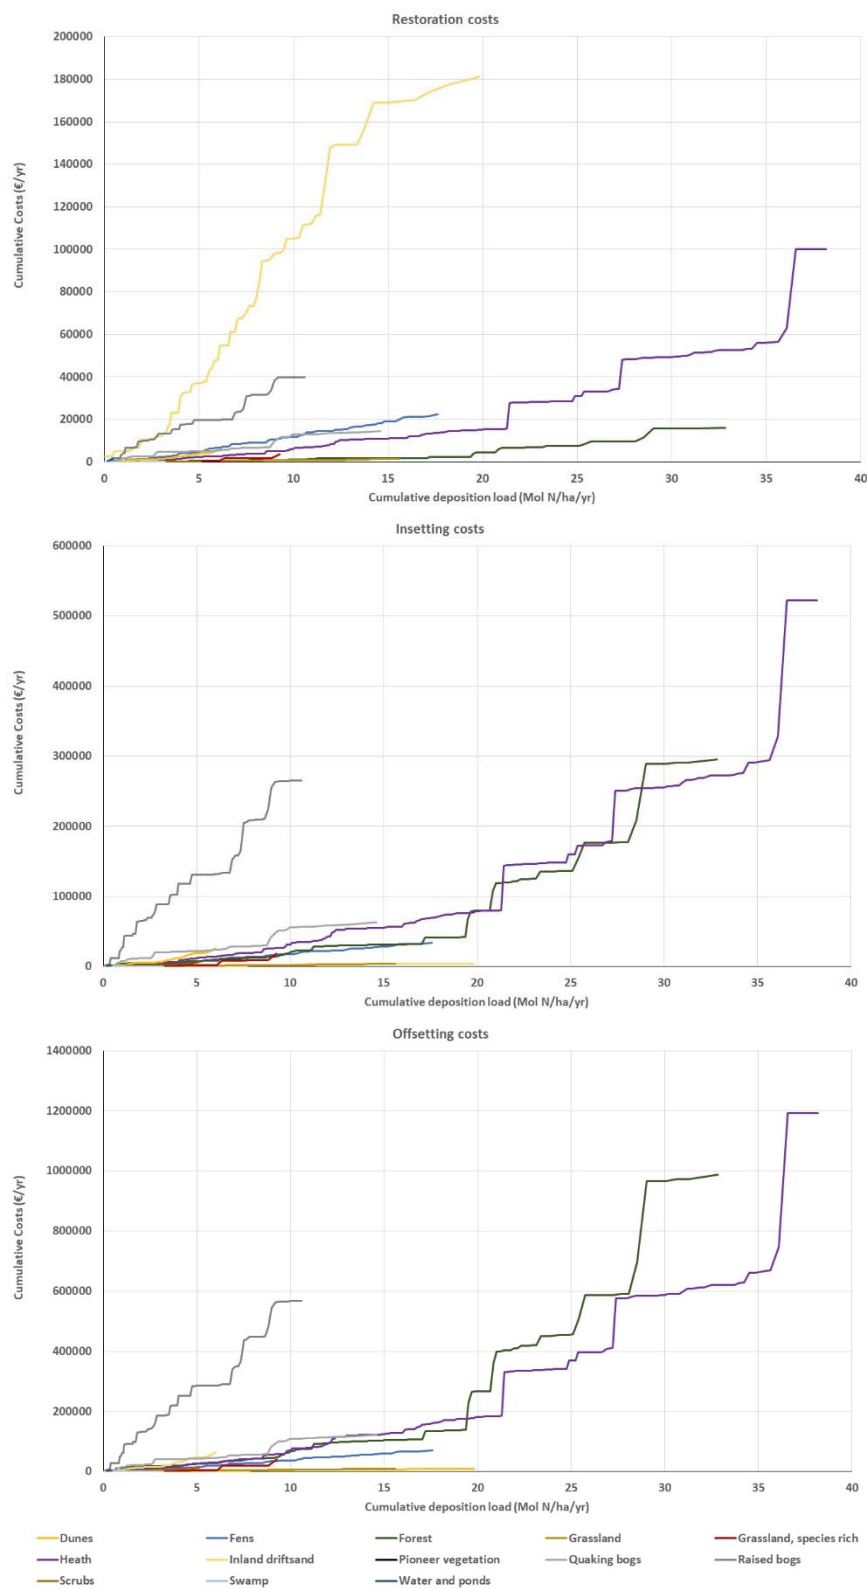 Restoration costs
200000
180000
160000
140000
120000
100000
80000
60000
40000
20000
0
Cumulative Costs (€/yr)
0 5 10 15 20 25 30 35 40
Cumulative deposition load (Mol N/ha/yr)
Insetting costs
600000
500000
400000
300000
200000
100000
0
Cumulative Costs (€/yr)
0 5 10 15 20 25 30 35 40
Cumulative deposition load (Mol N/ha/yr)
Offsetting costs
1400000
1200000
1000000
800000
600000
400000
200000
0
Cumulative Costs (€/yr)
0 5 10 15 20 25 30 35 40
Cumulative deposition load (Mol N/ha/yr)
Dunes Fens Forest Grassland Grassland, species rich
Heath Inland driftsand Pioneer vegetation Quaking bogs Raised bogs
Scrubs Swamp Water and ponds